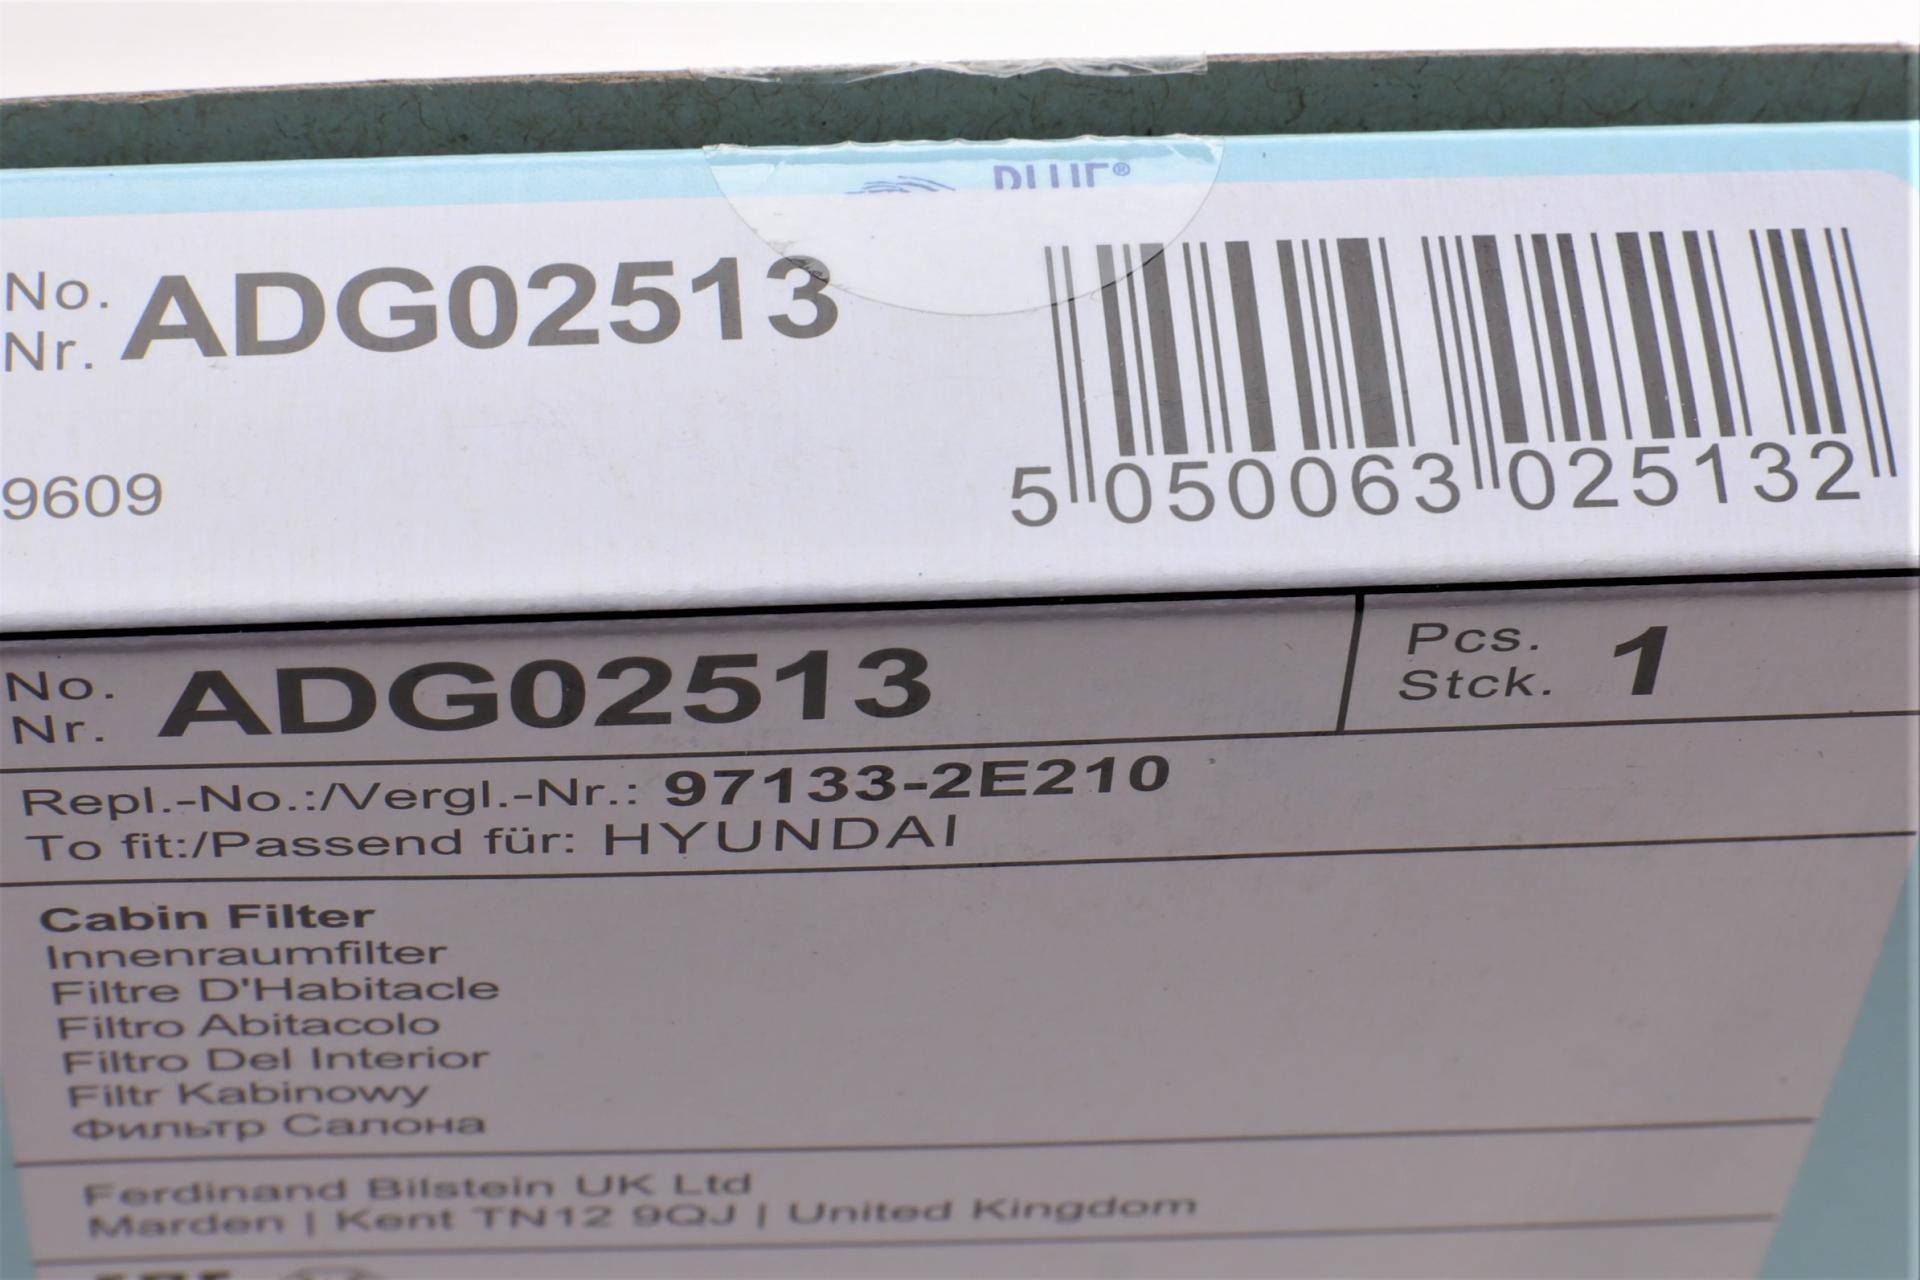 No.
Nr. ADG02513
9609
5 050063 025132
No.
Nr. ADG02513
Pcs.
Stck. 1
Repl.-No.:/Vergl.-Nr.: 97133-2E210
To fit:/Passend für: HYUNDAI
Cabin Filter
Innenraumfilter
Filtre D'Habitacle
Filtro Abitacolo
Filtro Del Interior
Filtr Kabinowy
Фильтр Салона
Ferdinand Bilstein UK Ltd
Marden | Kent TN12 9QJ | United Kingdom